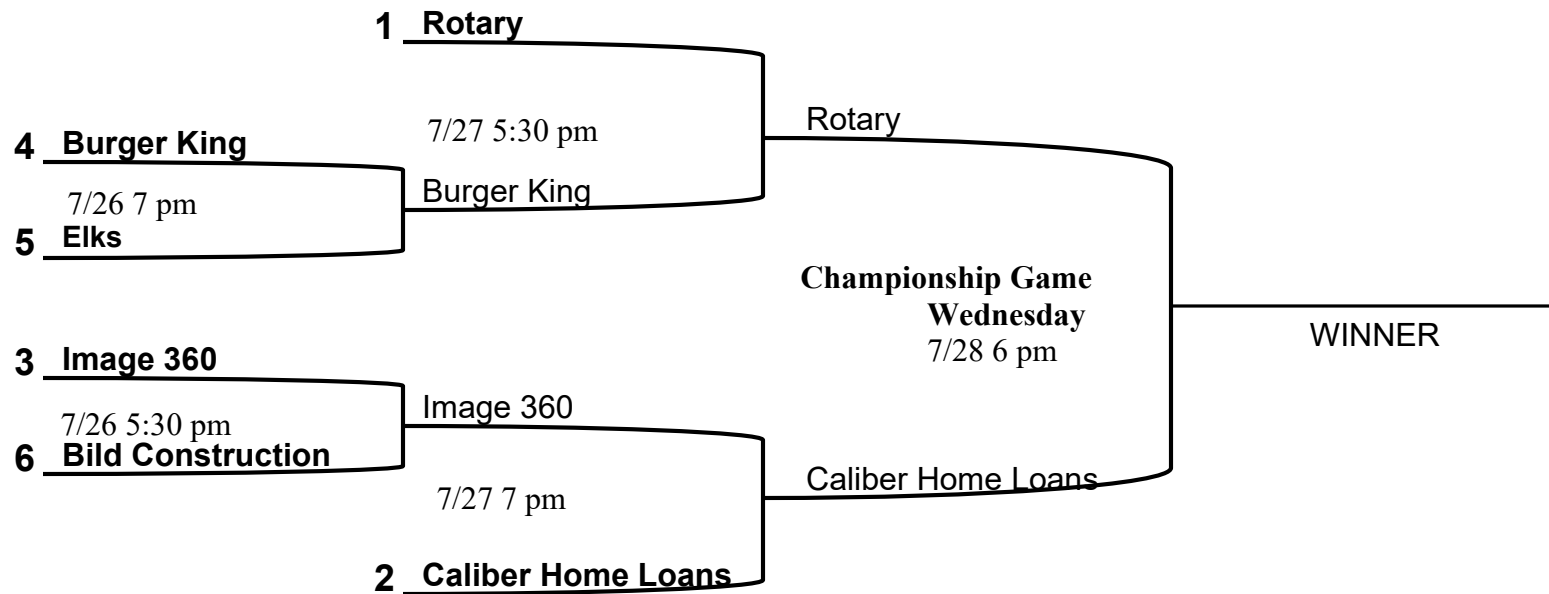 1 Rotary
7/27 5:30 pm
Rotary
4 Burger King
7/26 7 pm
Burger King
5 Elks
Championship Game
Wednesday
7/28 6 pm
WINNER
3 Image 360
7/26 5:30 pm
Image 360
6 Bild Construction
7/27 7 pm
Caliber Home Loans
2 Caliber Home Loans